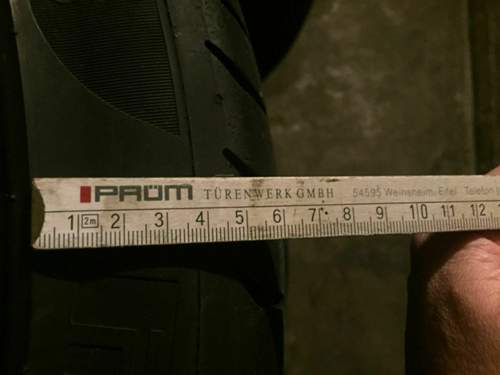 PRÜM TÜRENWERK GMBH 54595 Weinsheim, Eifel Telefon
1 2m 2 3 4 5 6 7 8 9 10 11 12